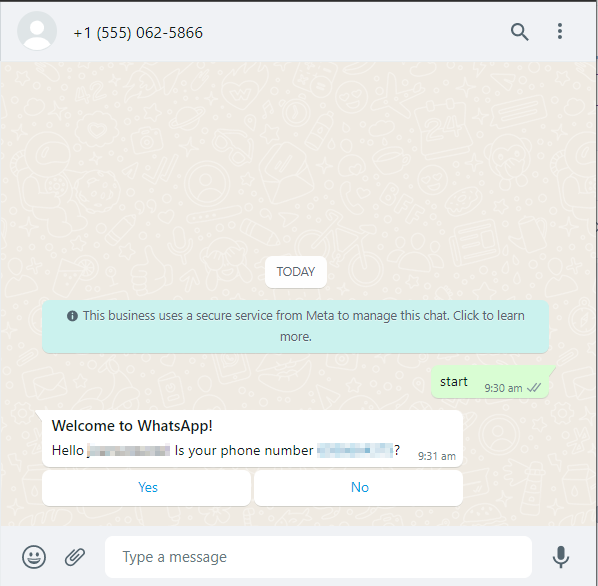 +1 (555) 062-5866
TODAY
This business uses a secure service from Meta to manage this chat. Click to learn
more.
start 9:30 am
Welcome to WhatsApp!
Hello Is your phone number ?
9:31 am
Yes No
Type a message